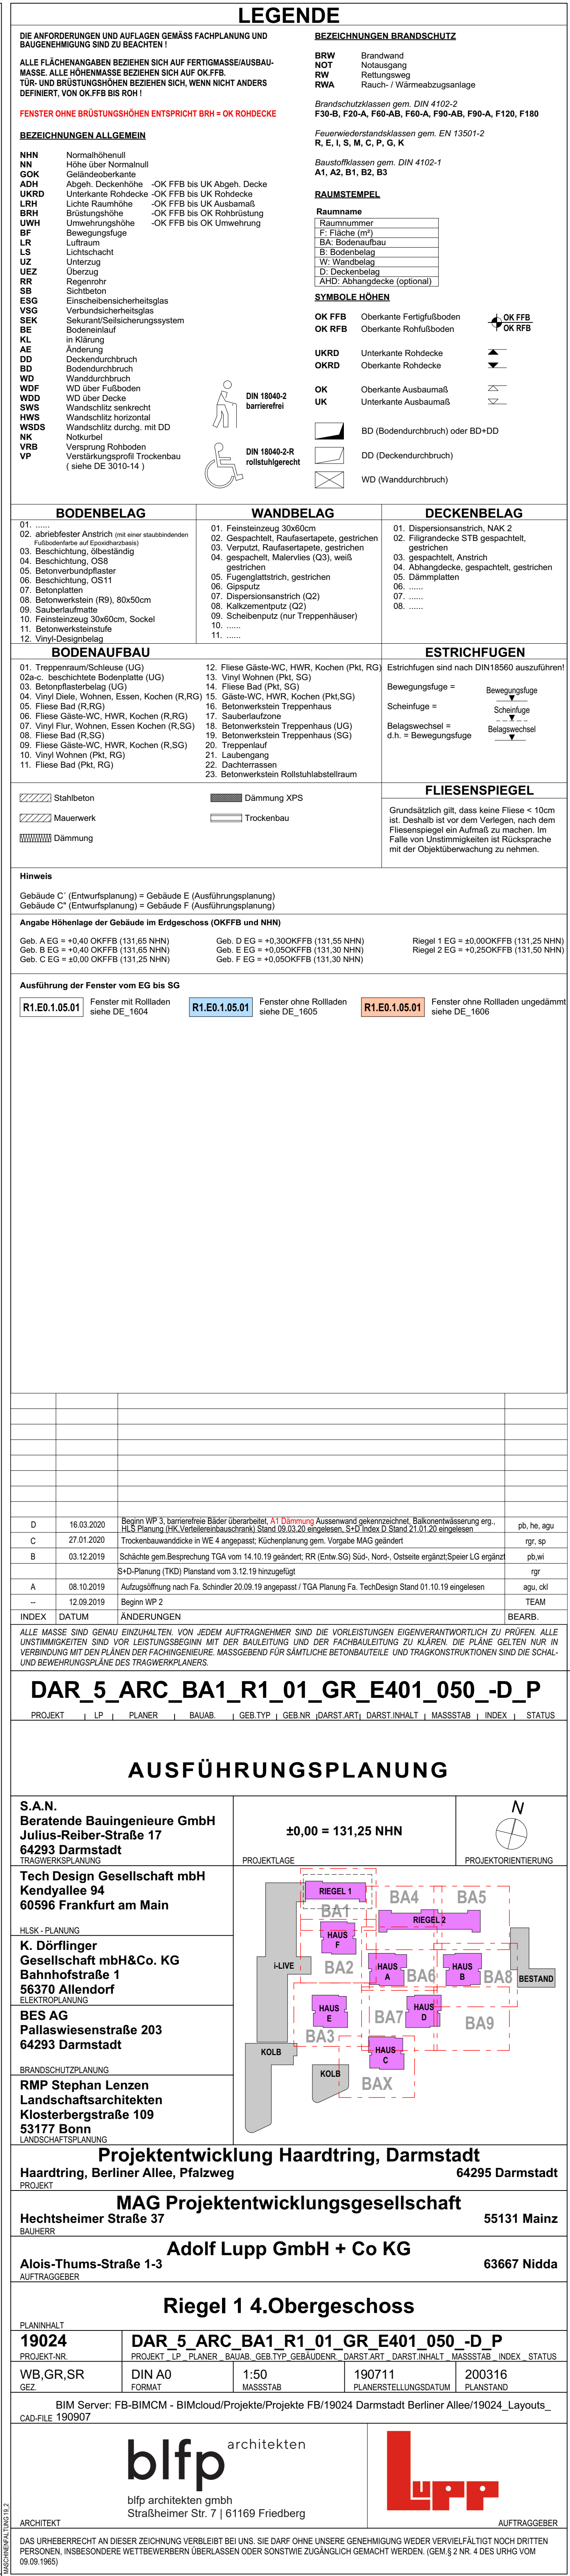 LEGENDE
DIE ANFORDERUNGEN UND AUFLAGEN GEMÄSS FACHPLANUNG UND
BAUGENEHMIGUNG SIND ZU BEACHTEN !
ALLE FLÄCHENANGABEN BEZIEHEN SICH AUF FERTIGMASSE/AUSBAU-
MASSE. ALLE HÖHENMASSE BEZIEHEN SICH AUF OK.FFB.
TÜR- UND BRÜSTUNGSHÖHEN BEZIEHEN SICH, WENN NICHT ANDERS
DEFINIERT, VON OK.FFB BIS ROH !
FENSTER OHNE BRÜSTUNGSHÖHEN ENTSPRICHT BRH = OK ROHDECKE
BEZEICHNUNGEN ALLGEMEIN
NHN Normalhöhenull
NN Höhe über Normalnull
GOK Geländeoberkante
ADH Abgeh. Deckenhöhe -OK FFB bis UK Abgeh. Decke
UKRD Unterkante Rohdecke -OK FFB bis UK Rohdecke
LRH Lichte Raumhöhe -OK FFB bis UK Ausbamaß
BRH Brüstungshöhe -OK FFB bis OK Rohbrüstung
UWH Umwehrungshöhe -OK FFB bis OK Umwehrung
BF Bewegungsfuge
LR Luftraum
LS Lichtschacht
UZ Unterzug
UEZ Überzug
RR Regenrohr
SB Sichtbeton
ESG Einscheibensicherheitsglas
VSG Verbundsicherheitsglas
SEK Sekurant/Seilsicherungssystem
BE Bodeneinlauf
KL in Klärung
AE Änderung
DD Deckendurchbruch
BD Bodendurchbruch
WD Wanddurchbruch
WDF WD über Fußboden
WDD WD über Decke
SWS Wandschlitz senkrecht
HWS Wandschlitz horizontal
WSDS Wandschlitz durchg. mit DD
NK Notkurbel
VRB Versprung Rohboden
VP Verstärkungsprofil Trockenbau
( siehe DE 3010-14 )
DIN 18040-2
barrierefrei
DIN 18040-2-R
rollstuhlgerecht
BEZEICHNUNGEN BRANDSCHUTZ
BRW Brandwand
NOT Notausgang
RW Rettungsweg
RWA Rauch- / Wärmeabzugsanlage
Brandschutzklassen gem. DIN 4102-2
F30-B, F20-A, F60-AB, F60-A, F90-AB, F90-A, F120, F180
Feuerwiederstandsklassen gem. EN 13501-2
R, E, I, S, M, C, P, G, K
Baustoffklassen gem. DIN 4102-1
A1, A2, B1, B2, B3
RAUMSTEMPEL
Raumname
Raumnummer
F: Fläche (m²)
BA: Bodenaufbau
B: Bodenbelag
W: Wandbelag
D: Deckenbelag
AHD: Abhangdecke (optional)
SYMBOLE HÖHEN
OK FFB Oberkante Fertigfußboden OK FFB
OK RFB Oberkante Rohfußboden OK RFB
UKRD Unterkante Rohdecke
OKRD Oberkante Rohdecke
OK Oberkante Ausbaumaß
UK Unterkante Ausbaumaß
BD (Bodendurchbruch) oder BD+DD
DD (Deckendurchbruch)
WD (Wanddurchbruch)
BODENBELAG
01. ......
02. abriebfester Anstrich (mit einer staubbindenden
Fußbodenfarbe auf Epoxidharzbasis)
03. Beschichtung, ölbeständig
04. Beschichtung, OS8
05. Betonverbundpflaster
06. Beschichtung, OS11
07. Betonplatten
08. Betonwerkstein (R9), 80x50cm
09. Sauberlaufmatte
10. Feinsteinzeug 30x60cm, Sockel
11. Betonwerksteinstufe
12. Vinyl-Designbelag
WANDBELAG
01. Feinsteinzeug 30x60cm
02. Gespachtelt, Raufasertapete, gestrichen
03. Verputzt, Raufasertapete, gestrichen
04. gespachelt, Malervlies (Q3), weiß
gestrichen
05. Fugenglattstrich, gestrichen
06. Gipsputz
07. Dispersionsanstrich (Q2)
08. Kalkzementputz (Q2)
09. Scheibenputz (nur Treppenhäuser)
10. ......
11. ......
DECKENBELAG
01. Dispersionsanstrich, NAK 2
02. Filigrandecke STB gespachtelt,
gestrichen
03. gespachtelt, Anstrich
04. Abhangdecke, gespachtelt, gestrichen
05. Dämmplatten
06. ......
07. ......
08. ......
BODENAUFBAU
01. Treppenraum/Schleuse (UG)
02a-c. beschichtete Bodenplatte (UG)
03. Betonpflasterbelag (UG)
04. Vinyl Diele, Wohnen, Essen, Kochen (R,RG)
05. Fliese Bad (R,RG)
06. Fliese Gäste-WC, HWR, Kochen (R,RG)
07. Vinyl Flur, Wohnen, Essen Kochen (R,SG)
08. Fliese Bad (R,SG)
09. Fliese Gäste-WC, HWR, Kochen (R,SG)
10. Vinyl Wohnen (Pkt, RG)
11. Fliese Bad (Pkt, RG)
12. Fliese Gäste-WC, HWR, Kochen (Pkt, RG)
13. Vinyl Wohnen (Pkt, SG)
14. Fliese Bad (Pkt, SG)
15. Gäste-WC, HWR, Kochen (Pkt,SG)
16. Betonwerkstein Treppenhaus
17. Sauberlaufzone
18. Betonwerkstein Treppenhaus (UG)
19. Betonwerkstein Treppenhaus (SG)
20. Treppenlauf
21. Laubengang
22. Dachterrassen
23. Betonwerkstein Rollstuhlabstellraum
ESTRICHFUGEN
Estrichfugen sind nach DIN18560 auszuführen!
Bewegungsfuge = Bewegungsfuge
Scheinfuge = Scheinfuge
Belagswechsel = Belagswechsel
d.h. = Bewegungsfuge
Stahlbeton
Mauerwerk
Dämmung
Dämmung XPS
Trockenbau
FLIESENSPIEGEL
Grundsätzlich gilt, dass keine Fliese < 10cm
ist. Deshalb ist vor dem Verlegen, nach dem
Fliesenspiegel ein Aufmaß zu machen. Im
Falle von Unstimmigkeiten ist Rücksprache
mit der Objektüberwachung zu nehmen.
Hinweis
Gebäude C´ (Entwurfsplanung) = Gebäude E (Ausführungsplanung)
Gebäude C" (Entwurfsplanung) = Gebäude F (Ausführungsplanung)
Angabe Höhenlage der Gebäude im Erdgeschoss (OKFFB und NHN)
Geb. A EG = +0,40 OKFFB (131,65 NHN) Geb. D EG = +0,30OKFFB (131,55 NHN) Riegel 1 EG = ±0,00OKFFB (131,25 NHN)
Geb. B EG = +0,40 OKFFB (131,65 NHN) Geb. E EG = +0,05OKFFB (131,30 NHN) Riegel 2 EG = +0,25OKFFB (131,50 NHN)
Geb. C EG = ±0,00 OKFFB (131,25 NHN) Geb. F EG = +0,05OKFFB (131,30 NHN)
Ausführung der Fenster vom EG bis SG
R1.E0.1.05.01 Fenster mit Rollladen
siehe DE_1604
R1.E0.1.05.01 Fenster ohne Rollladen
siehe DE_1605
R1.E0.1.05.01 Fenster ohne Rollladen ungedämmt
siehe DE_1606
D 16.03.2020 Beginn WP 3, barrierefreie Bäder überarbeitet, A1 Dämmung Aussenwand gekennzeichnet, Balkonentwässerung erg.,
HLS Planung (HK,Verteilereinbauschrank) Stand 09.03.20 eingelesen, S+D Index D Stand 21.01.20 eingelesen pb, he, agu
C 27.01.2020 Trockenbauwanddicke in WE 4 angepasst; Küchenplanung gem. Vorgabe MAG geändert rgr, sp
B 03.12.2019 Schächte gem.Besprechung TGA vom 14.10.19 geändert; RR (Entw.SG) Süd-, Nord-, Ostseite ergänzt;Speier LG ergänzt pb,wi
S+D-Planung (TKD) Planstand vom 3.12.19 hinzugefügt rgr
A 08.10.2019 Aufzugsöffnung nach Fa. Schindler 20.09.19 angepasst / TGA Planung Fa. TechDesign Stand 01.10.19 eingelesen agu, ckl
-- 12.09.2019 Beginn WP 2 TEAM
INDEX DATUM ÄNDERUNGEN BEARB.
ALLE MASSE SIND GENAU EINZUHALTEN. VON JEDEM AUFTRAGNEHMER SIND DIE VORLEISTUNGEN EIGENVERANTWORTLICH ZU PRÜFEN. ALLE
UNSTIMMIGKEITEN SIND VOR LEISTUNGSBEGINN MIT DER BAULEITUNG UND DER FACHBAULEITUNG ZU KLÄREN. DIE PLÄNE GELTEN NUR IN
VERBINDUNG MIT DEN PLÄNEN DER FACHINGENIEURE. MASSGEBEND FÜR SÄMTLICHE BETONBAUTEILE UND TRAGKONSTRUKTIONEN SIND DIE SCHAL-
UND BEWEHRUNGSPLÄNE DES TRAGWERKPLANERS.
DAR_5_ARC_BA1_R1_01_GR_E401_050_-D_P
PROJEKT LP PLANER BAUAB. GEB.TYP GEB.NR DARST.ART DARST.INHALT MASSSTAB INDEX STATUS
AUSFÜHRUNGSPLANUNG
S.A.N.
Beratende Bauingenieure GmbH
Julius-Reiber-Straße 17
64293 Darmstadt
TRAGWERKSPLANUNG
±0,00 = 131,25 NHN
PROJEKTLAGE
N
PROJEKTORIENTIERUNG
Tech Design Gesellschaft mbH
Kendyallee 94
60596 Frankfurt am Main
HLSK - PLANUNG
K. Dörflinger
Gesellschaft mbH&Co. KG
Bahnhofstraße 1
56370 Allendorf
ELEKTROPLANUNG
BES AG
Pallaswiesenstraße 203
64293 Darmstadt
BRANDSCHUTZPLANUNG
RMP Stephan Lenzen
Landschaftsarchitekten
Klosterbergstraße 109
53177 Bonn
LANDSCHAFTSPLANUNG
RIEGEL 1
BA1
BA4
BA5
RIEGEL 2
HAUS
F
i-LIVE
BA2
HAUS
A
BA6
HAUS
B
BA8
BESTAND
HAUS
E
BA7
HAUS
D
BA9
BA3
KOLB
HAUS
C
KOLB
BAX
Projektentwicklung Haardtring, Darmstadt
Haardtring, Berliner Allee, Pfalzweg 64295 Darmstadt
PROJEKT
MAG Projektentwicklungsgesellschaft
Hechtsheimer Straße 37 55131 Mainz
BAUHERR
Adolf Lupp GmbH + Co KG
Alois-Thums-Straße 1-3 63667 Nidda
AUFTRAGGEBER
Riegel 1 4.Obergeschoss
PLANINHALT
19024 DAR_5_ARC_BA1_R1_01_GR_E401_050_-D_P
PROJEKT-NR. PROJEKT _ LP _ PLANER _ BAUAB._GEB.TYP_GEBÄUDENR._ DARST.ART _ DARST.INHALT _ MASSSTAB _ INDEX _ STATUS
WB,GR,SR DIN A0 1:50 190711 200316
GEZ. FORMAT MASSSTAB PLANERSTELLUNGSDATUM PLANSTAND
BIM Server: FB-BIMCM - BIMcloud/Projekte/Projekte FB/19024 Darmstadt Berliner Allee/19024_Layouts_
CAD-FILE 190907
blfp architekten
blfp architekten gmbh
Straßheimer Str. 7 | 61169 Friedberg
ARCHITEKT
LUPP
AUFTRAGGEBER
DAS URHEBERRECHT AN DIESER ZEICHNUNG VERBLEIBT BEI UNS. SIE DARF OHNE UNSERE GENEHMIGUNG WEDER VERVIELFÄLTIGT NOCH DRITTEN
PERSONEN, INSBESONDERE WETTBEWERBERN ÜBERLASSEN ODER SONSTWIE ZUGÄNGLICH GEMACHT WERDEN. (GEM.§ 2 NR. 4 DES URHG VOM
09.09.1965)
MASCHINENFALTUNG 19_2